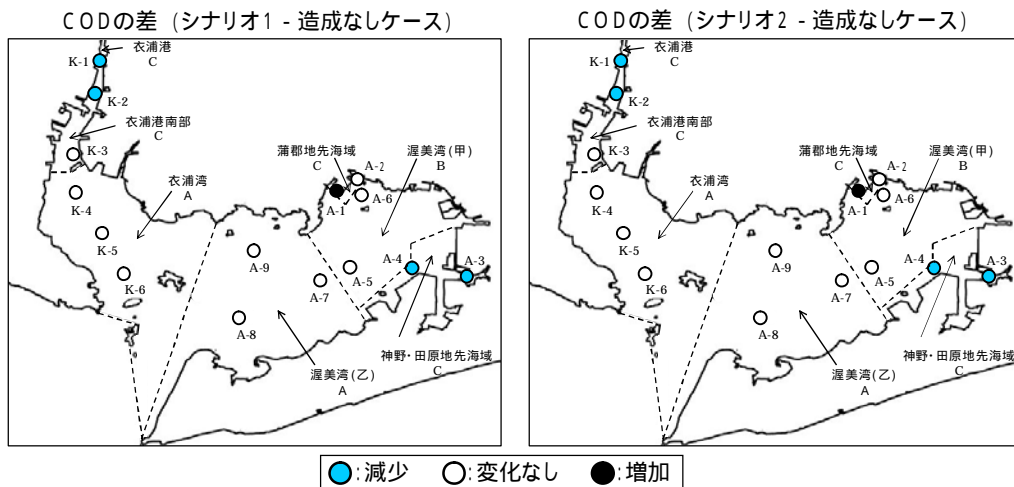 CODの差 (シナリオ1 - 造成なしケース)
衣浦港
C
K-1
K-2
衣浦港南部
C
K-3
蒲郡地先海域
C
A-2
渥美湾(甲)
B
衣浦湾
A
A-1
A-6
K-4
K-5
K-6
A-9
A-4
A-3
A-5
A-7
A-8
神野・田原地先海域
C
渥美湾(乙)
A
CODの差 (シナリオ2 - 造成なしケース)
衣浦港
C
K-1
K-2
衣浦港南部
C
K-3
蒲郡地先海域
C
A-2
渥美湾(甲)
B
衣浦湾
A
A-1
A-6
K-4
K-5
K-6
A-9
A-4
A-3
A-5
A-7
A-8
神野・田原地先海域
C
渥美湾(乙)
A
:減少 :変化なし :増加